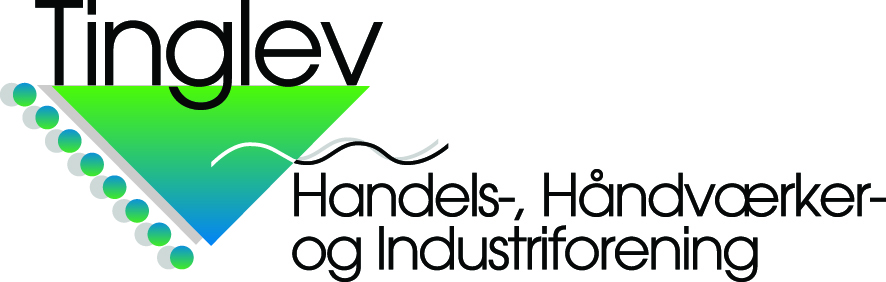 Tinglev
Handels-, Håndværker-
og Industriforening